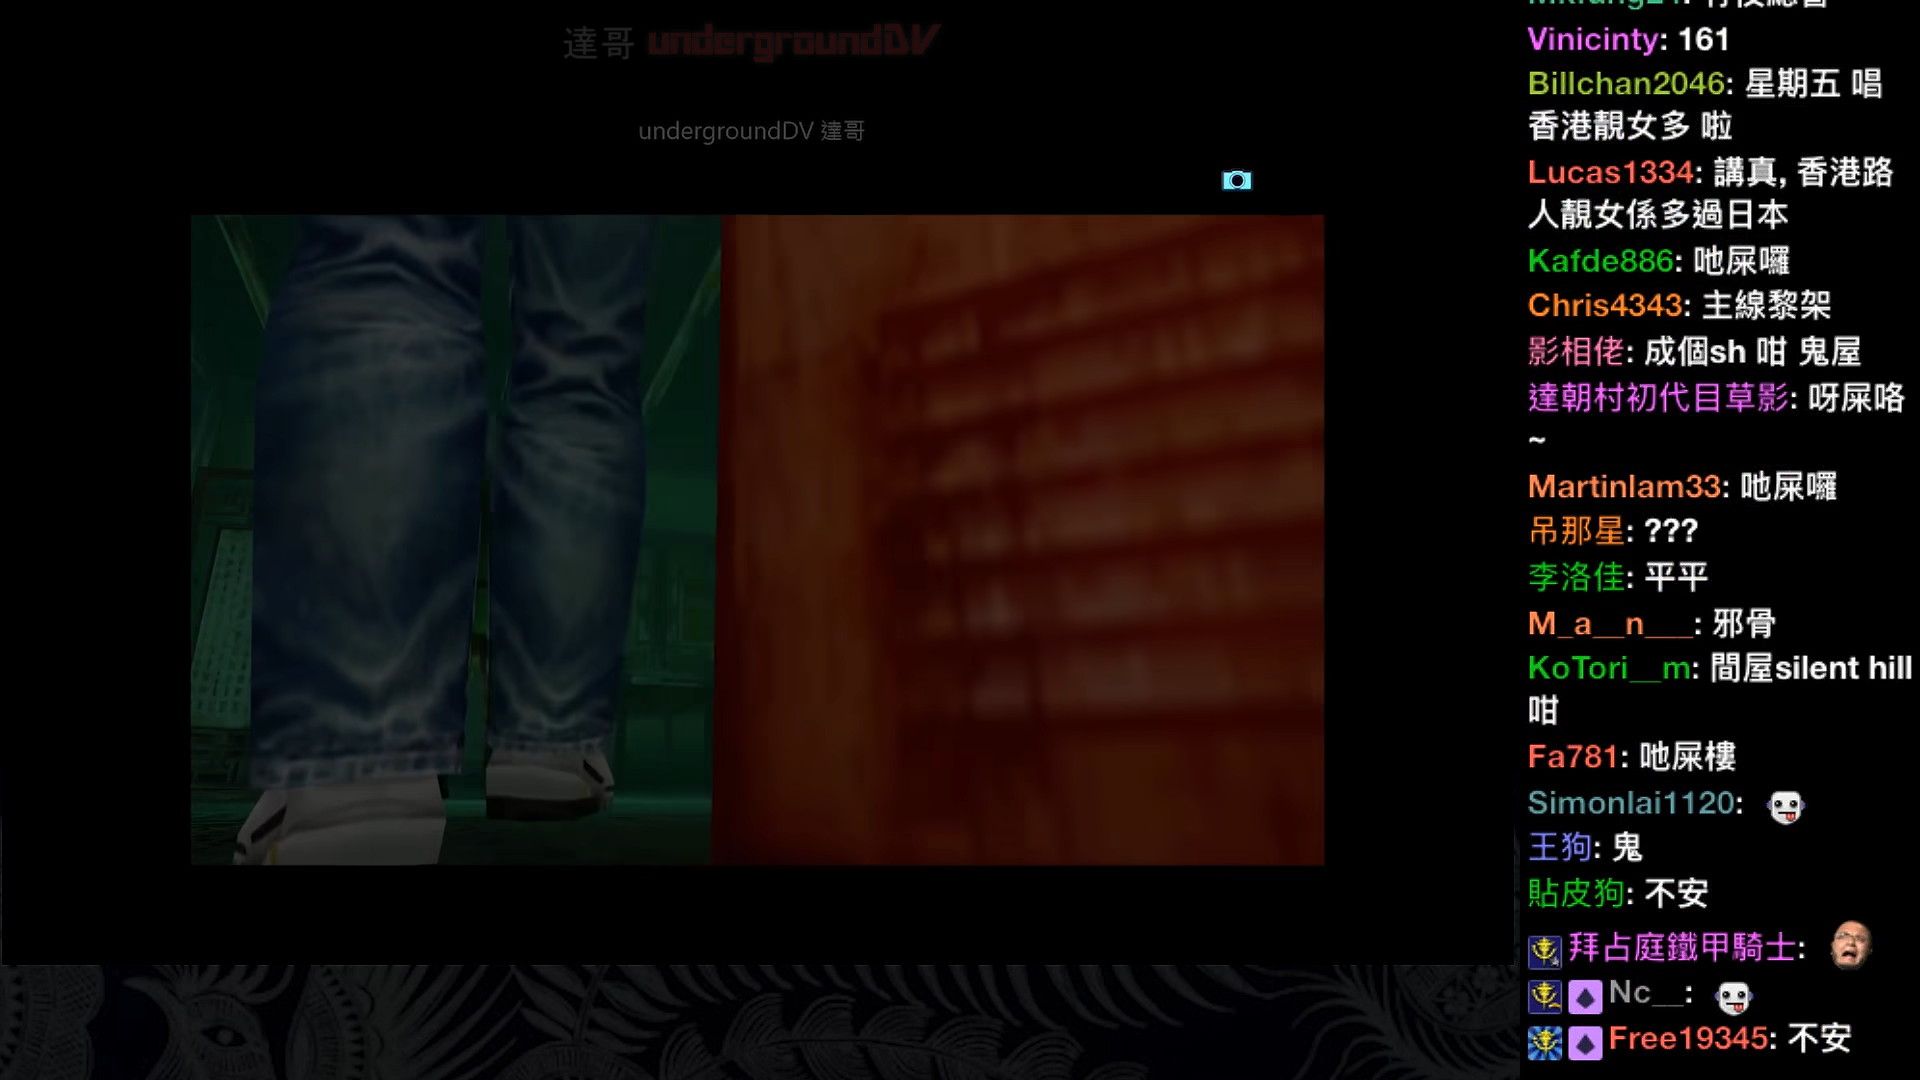 達哥 undergroundDV
undergroundDV 達哥
Vinicinty: 161
Billchan2046: 星期五 唱
香港靚女多 啦
Lucas1334: 講真, 香港路
人靚女係多過日本
Kafde886: 吔屎囉
Chris4343: 主線黎架
影相佬: 成個sh 咁 鬼屋
達朝村初代目草影: 呀屎咯
~
Martinlam33: 吔屎囉
吊那星: ???
李洛佳: 平平
M_a__n___: 邪骨
KoTori__m: 間屋silent hill
咁
Fa781: 吔屎樓
Simonlai1120:
王狗: 鬼
貼皮狗: 不安
拜占庭鐵甲騎士:
Nc__:
Free19345: 不安